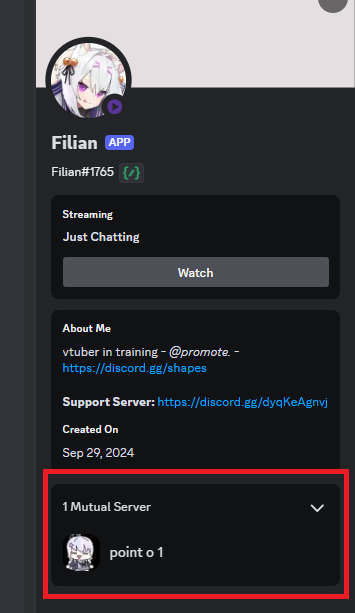 Filian APP
Filian#1765 {/}
Streaming
Just Chatting
Watch
About Me
vtuber in training - @promote. -
https://discord.gg/shapes
Support Server: https://discord.gg/dyqKeAgnvj
Created On
Sep 29, 2024
1 Mutual Server
point o 1